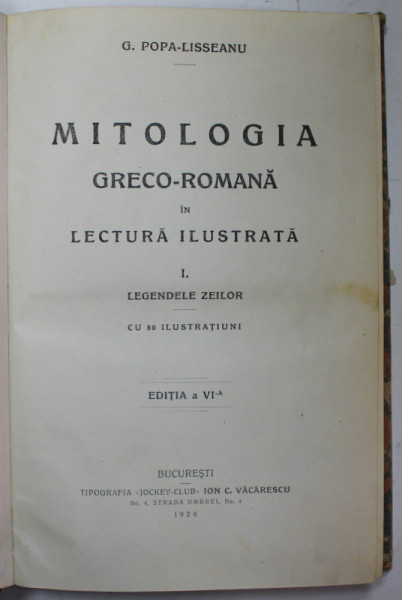 G. POPA-LISSEANU
MITOLOGIA
GRECO-ROMANĂ
ÎN
LECTURĂ ILUSTRATĂ
I.
LEGENDELE ZEILOR
CU 80 ILUSTRAȚIUNI
EDIȚIA a VI-A
BUCUREȘTI
TIPOGRAFIA «JOCKEY-CLUB» ION C. VĂCĂRESCU
No. 4, STRADA UMBREI, No. 4